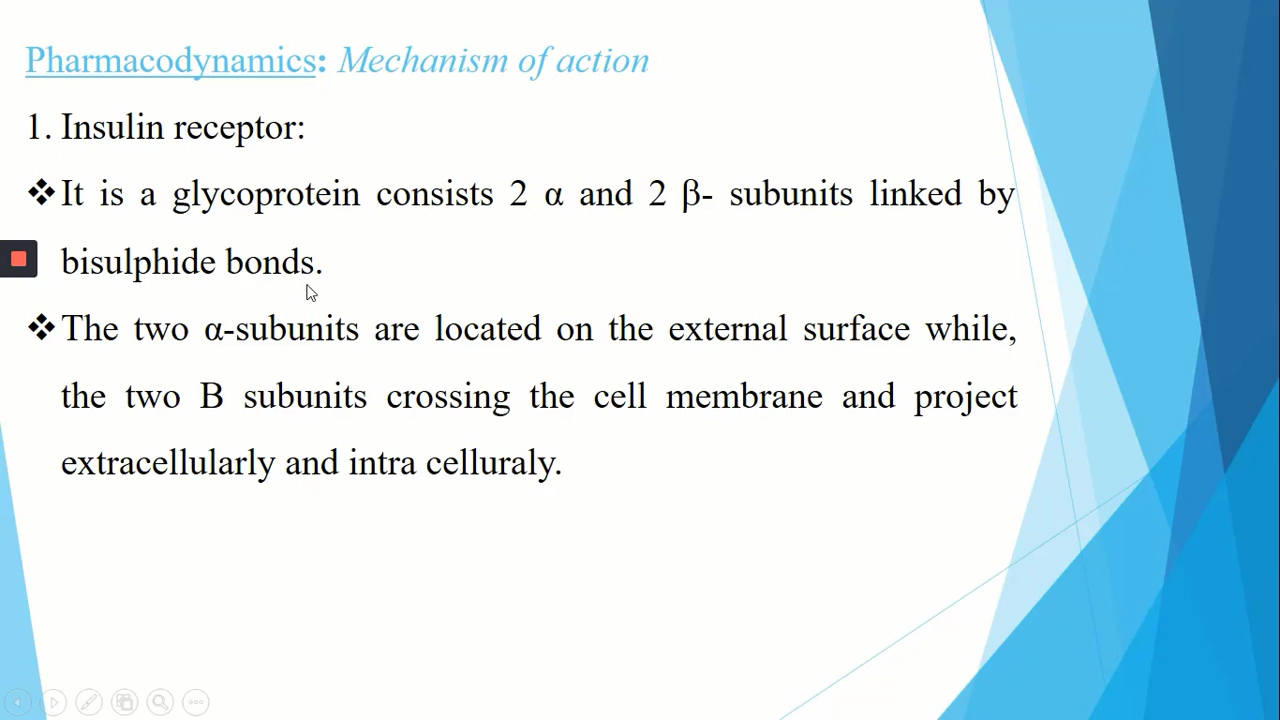 Pharmacodynamics: Mechanism of action
1. Insulin receptor:
❖It is a glycoprotein consists 2 α and 2 β- subunits linked by
bisulphide bonds.
❖The two α-subunits are located on the external surface while,
the two B subunits crossing the cell membrane and project
extracellularly and intra celluraly.